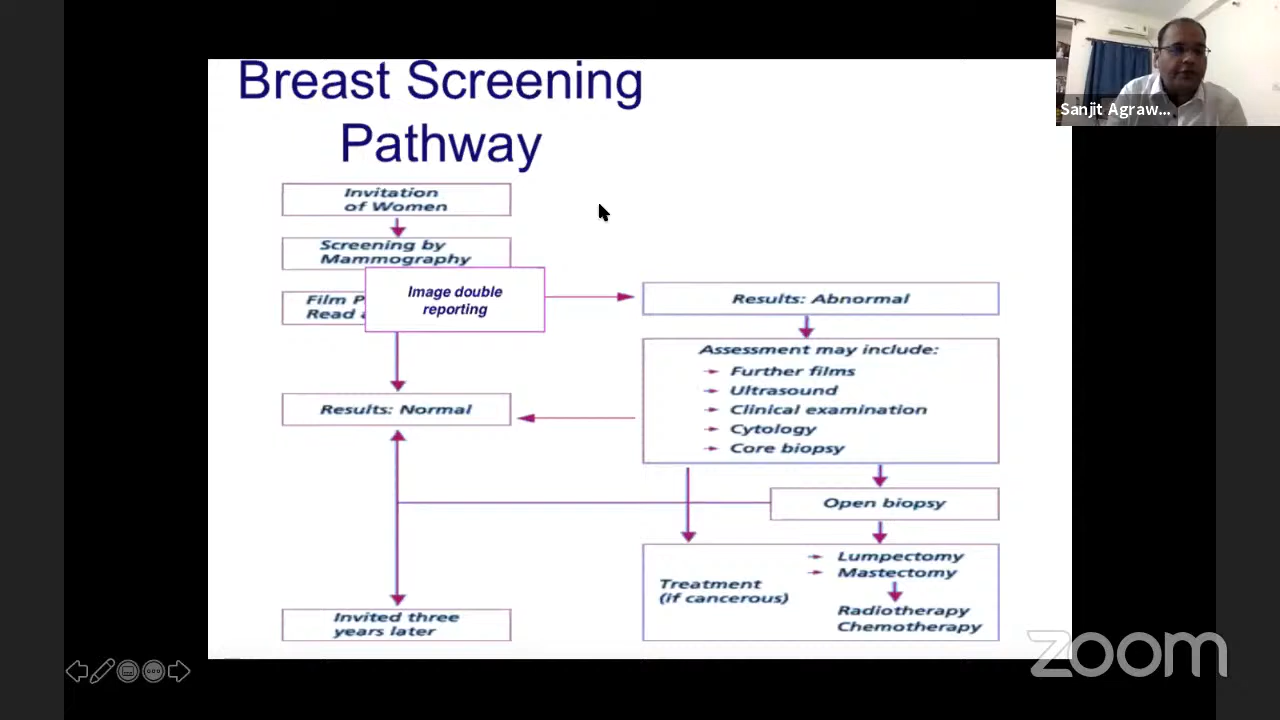 Breast Screening
Pathway
Sanjit Agraw...
Invitation
of Women
Screening by
Mammography
Film P
Read
Image double
reporting
Results: Abnormal
Assessment may include:
Further films
Ultrasound
Clinical examination
Cytology
Core biopsy
Results: Normal
Open biopsy
Lumpectomy
Mastectomy
Treatment
(if cancerous)
Radiotherapy
Chemotherapy
Invited three
years later
zoom